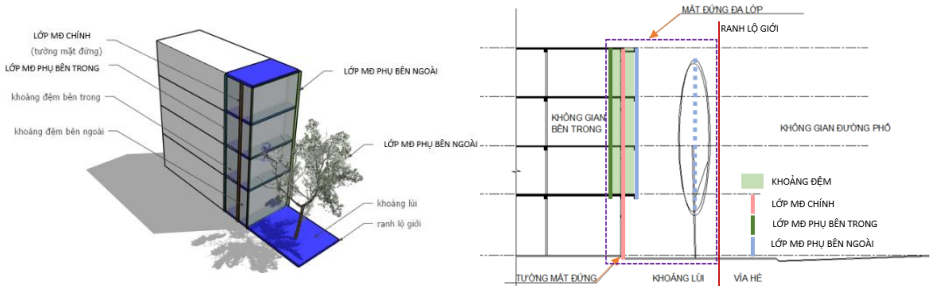 LỚP MĐ CHÍNH
(tường mặt đứng)
LỚP MĐ PHỤ BÊN TRONG
khoảng đệm bên trong
khoảng đệm bên ngoài
LỚP MĐ PHỤ BÊN NGOÀI
LỚP MĐ PHỤ BÊN NGOÀI
khoảng lùi
ranh lộ giới
MẶT ĐỨNG ĐA LỚP
RANH LỘ GIỚI
KHÔNG GIAN
BÊN TRONG
KHÔNG GIAN ĐƯỜNG PHỐ
KHOẢNG ĐỆM
LỚP MĐ CHÍNH
LỚP MĐ PHỤ BÊN TRONG
LỚP MĐ PHỤ BÊN NGOÀI
TƯỜNG MẶT ĐỨNG
KHOẢNG LÙI
VỈA HÈ